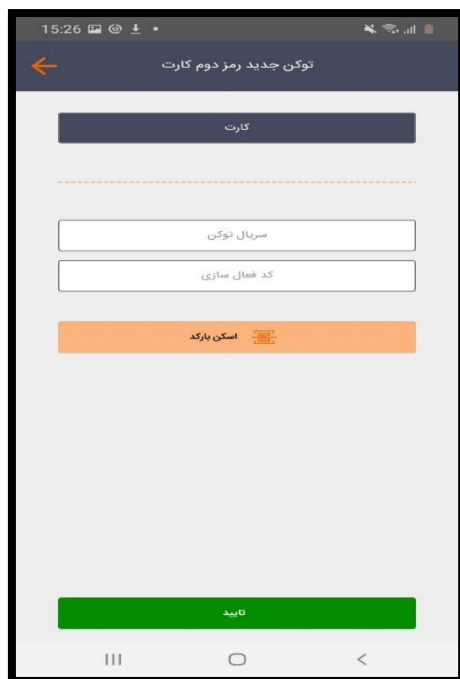 15:26
توکن جدید رمز دوم کارت
کارت
سریال توکن
کد فعال سازی
اسکن بارکد
تایید